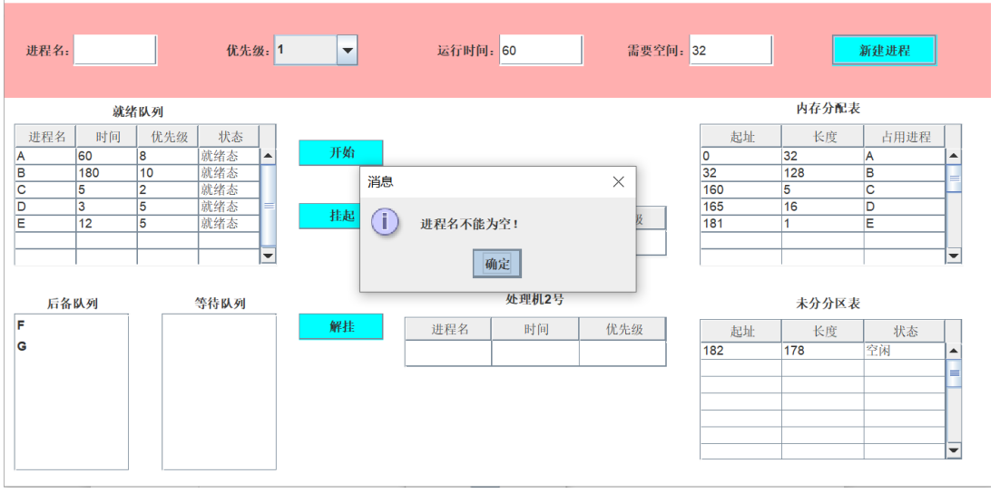 进程名: 优先级: 1 运行时间: 60 需要空间: 32 新建进程
就绪队列
进程名 时间 优先级 状态
A 60 8 就绪态
B 180 10 就绪态
C 5 2 就绪态
D 3 5 就绪态
E 12 5 就绪态
开始
挂起
解挂
消息
进程名不能为空!
确定
级
处理机2号
进程名 时间 优先级
内存分配表
起址 长度 占用进程
0 32 A
32 128 B
160 5 C
165 16 D
181 1 E
后备队列
F
G
等待队列
未分分区表
起址 长度 状态
182 178 空闲